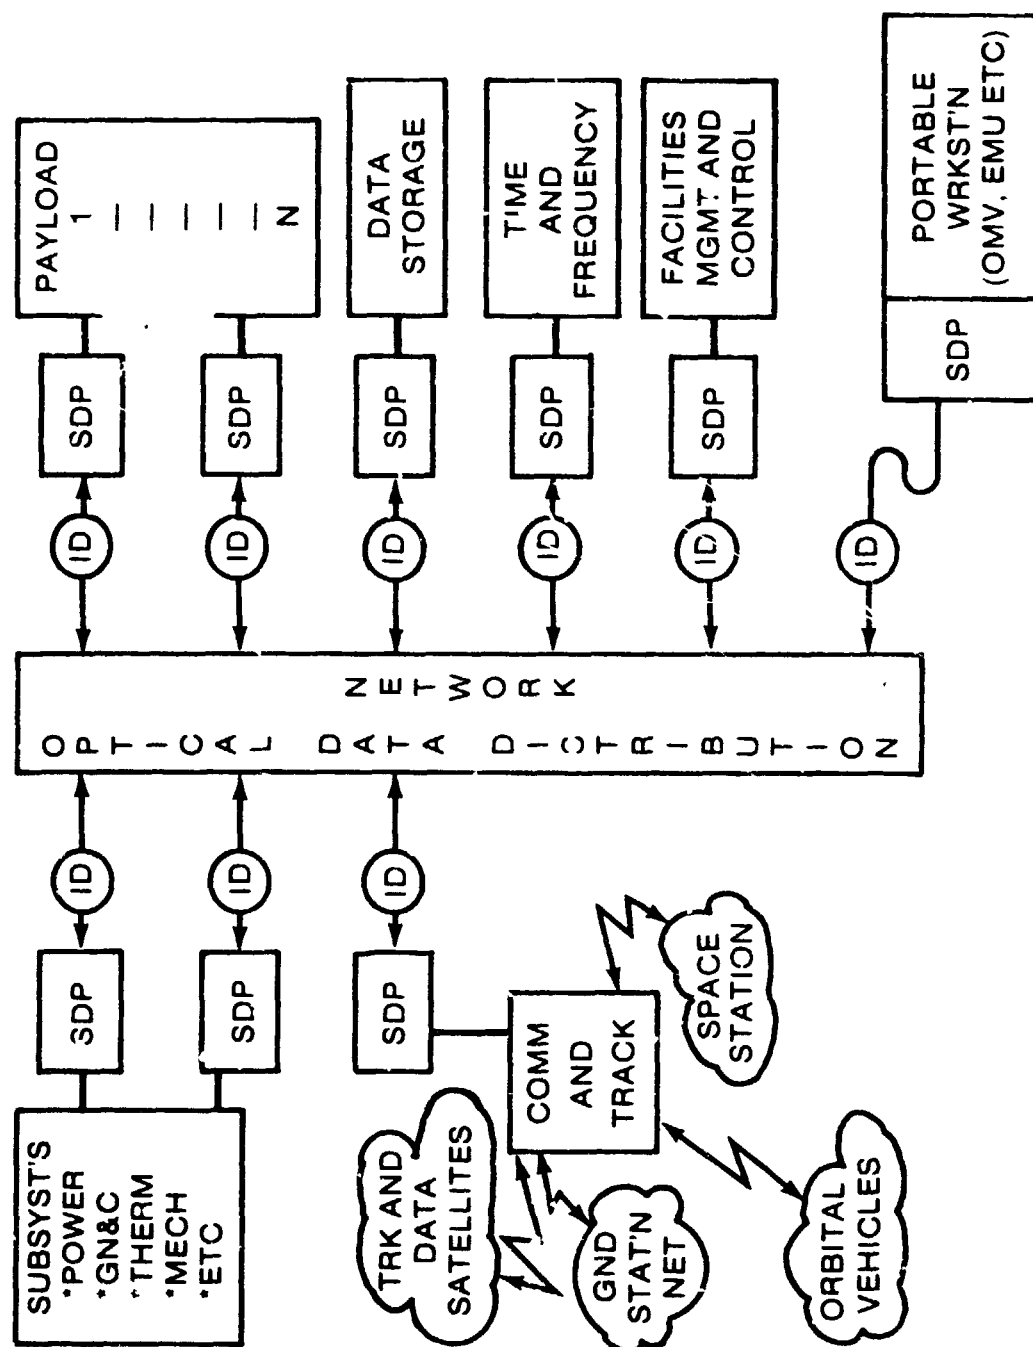 SUBSYST'S
*POWER
*GN&C
*THERM
*MECH
*ETC
SDP
ID
SDP
ID
SDP
ID
COMM
AND
TRACK
TRK AND
DATA
SATELLITES
GND
STAT'N
NET
ORBITAL
VEHICLES
SPACE
STATION
OPTICAL DATA DISTRIBUTION
NETWORK
ID
SDP
PAYLOAD
1
N
ID
SDP
ID
SDP
DATA
STORAGE
ID
SDP
TIME
AND
FREQUENCY
ID
SDP
FACILITIES
MGMT AND
CONTROL
ID
SDP
PORTABLE
WRKST'N
(OMV, EMU ETC)